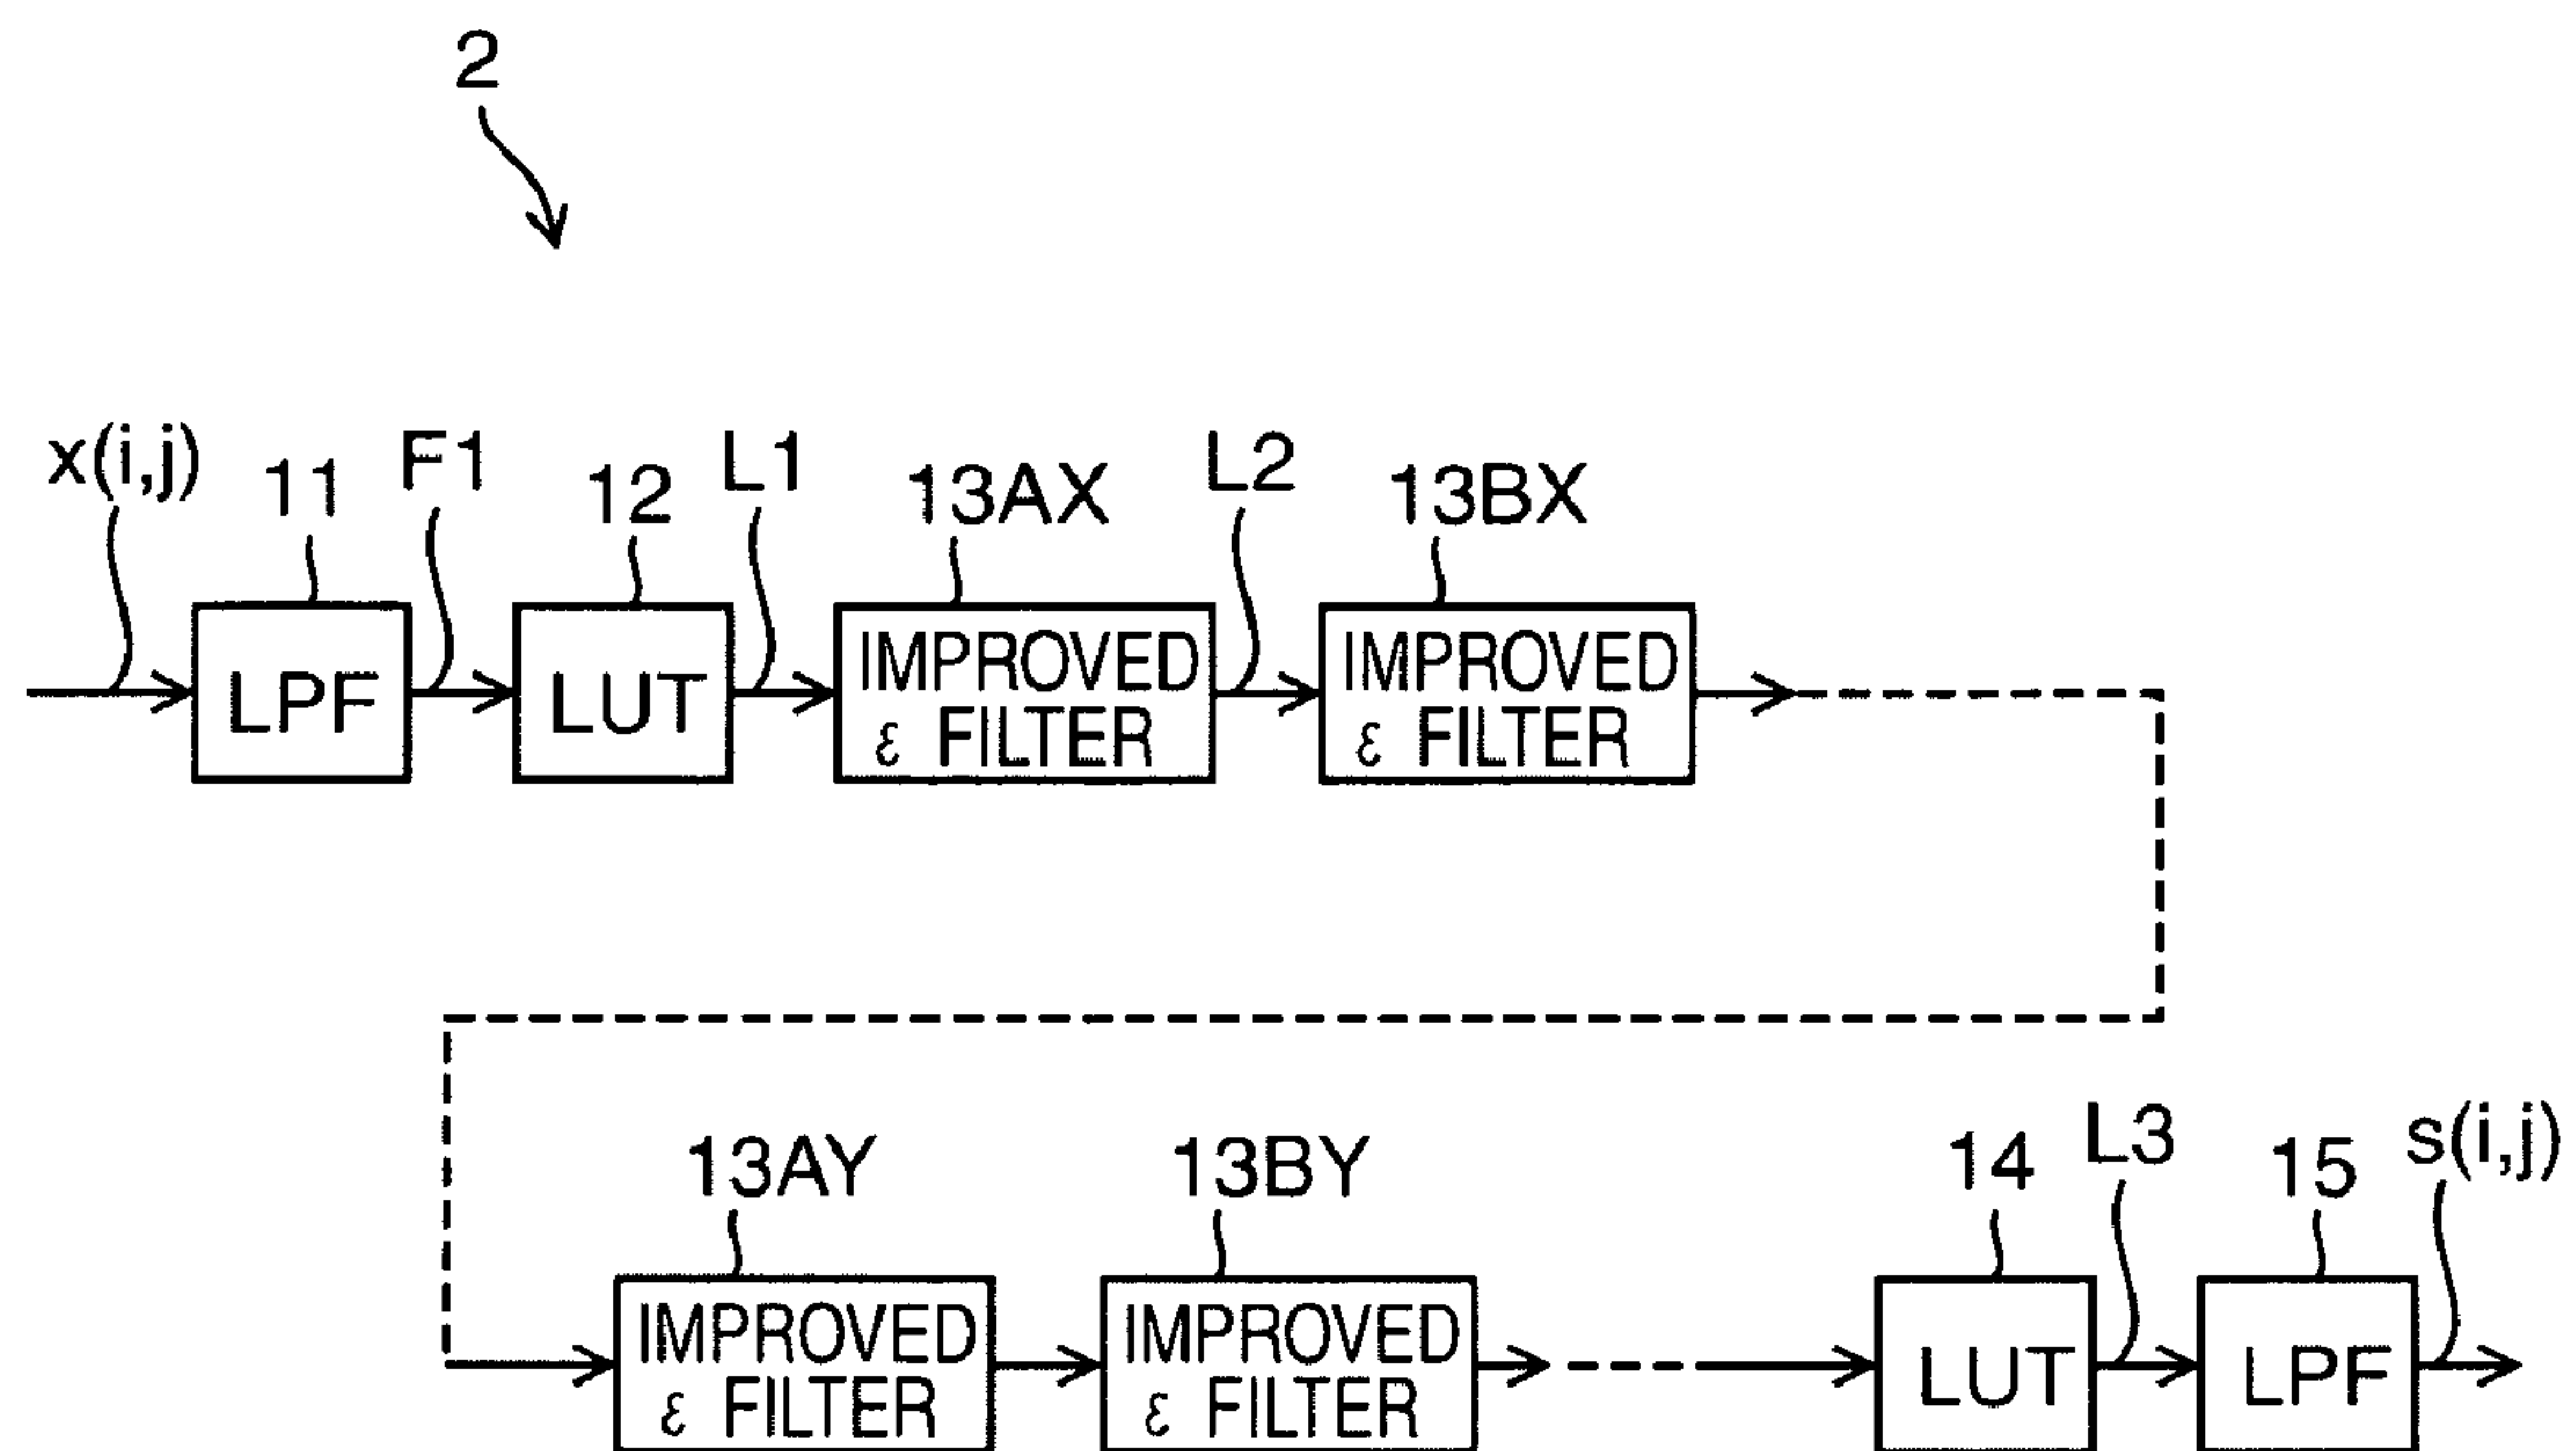 2
x(i,j) 11 F1 12 L1 13AX L2 13BX
LPF LUT IMPROVED ε FILTER IMPROVED ε FILTER
13AY 13BY 14 L3 15 s(i,j)
IMPROVED ε FILTER IMPROVED ε FILTER LUT LPF